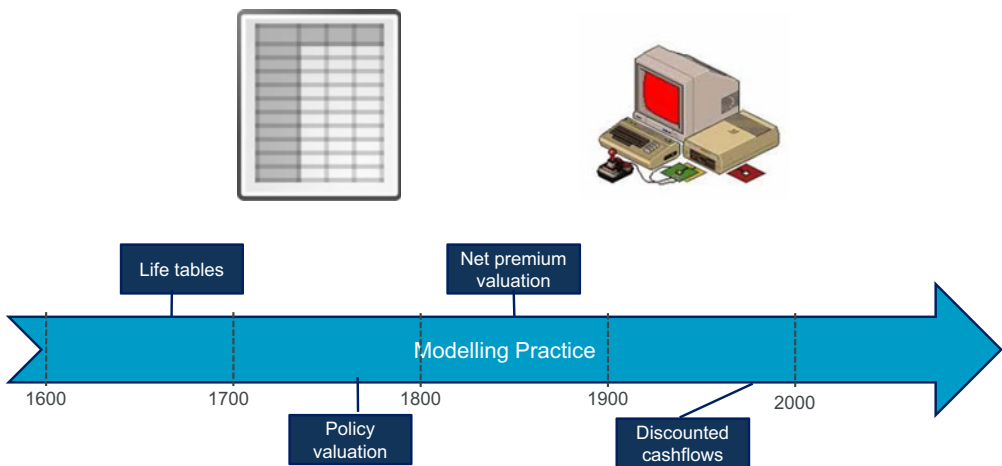 Life tables
Net premium
valuation
Modelling Practice
1600
1700
1800
1900
2000
Policy
valuation
Discounted
cashflows